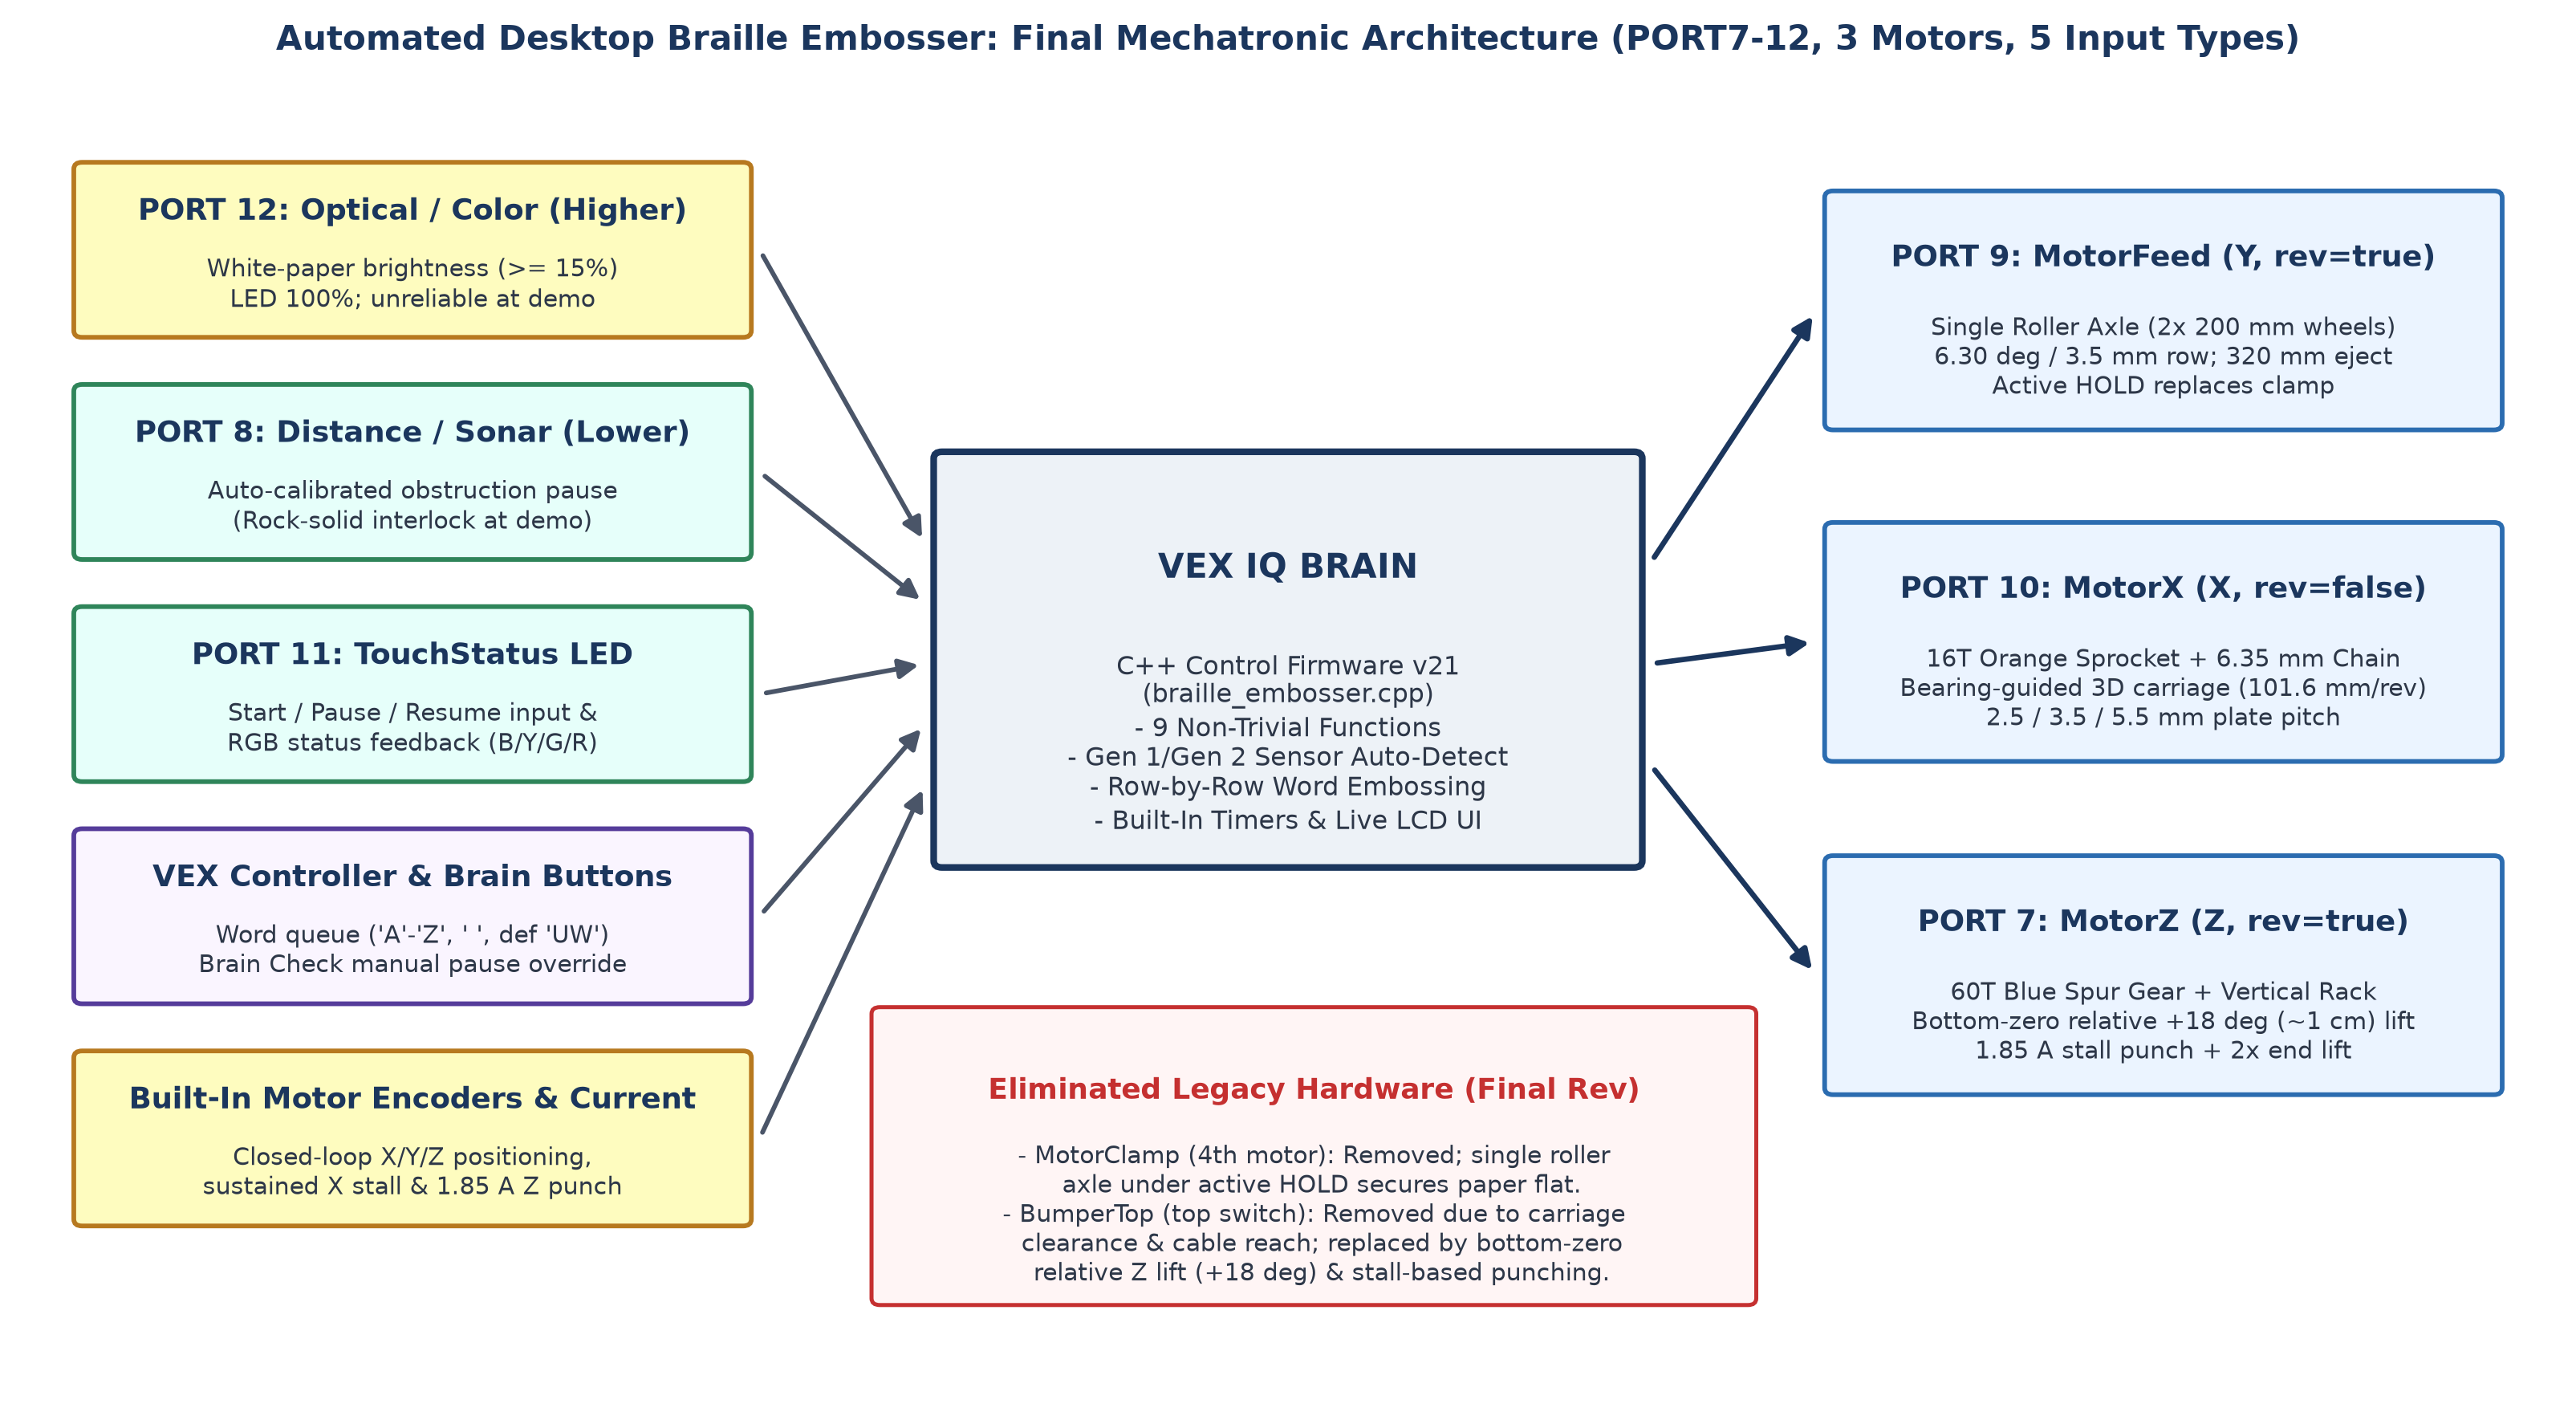 Automated Desktop Braille Embosser: Final Mechatronic Architecture (PORT7-12, 3 Motors, 5 Input Types)
PORT 12: Optical / Color (Higher)
White-paper brightness (>= 15%)
LED 100%; unreliable at demo
PORT 8: Distance / Sonar (Lower)
Auto-calibrated obstruction pause
(Rock-solid interlock at demo)
PORT 11: TouchStatus LED
Start / Pause / Resume input &
RGB status feedback (B/Y/G/R)
VEX Controller & Brain Buttons
Word queue ('A'-'Z', ' ', def 'UW')
Brain Check manual pause override
Built-In Motor Encoders & Current
Closed-loop X/Y/Z positioning,
sustained X stall & 1.85 A Z punch
VEX IQ BRAIN
C++ Control Firmware v21
(braille_embosser.cpp)
- 9 Non-Trivial Functions
- Gen 1/Gen 2 Sensor Auto-Detect
- Row-by-Row Word Embossing
- Built-In Timers & Live LCD UI
Eliminated Legacy Hardware (Final Rev)
- MotorClamp (4th motor): Removed; single roller
axle under active HOLD secures paper flat.
- BumperTop (top switch): Removed due to carriage
clearance & cable reach; replaced by bottom-zero
relative Z lift (+18 deg) & stall-based punching.
PORT 9: MotorFeed (Y, rev=true)
Single Roller Axle (2x 200 mm wheels)
6.30 deg / 3.5 mm row; 320 mm eject
Active HOLD replaces clamp
PORT 10: MotorX (X, rev=false)
16T Orange Sprocket + 6.35 mm Chain
Bearing-guided 3D carriage (101.6 mm/rev)
2.5 / 3.5 / 5.5 mm plate pitch
PORT 7: MotorZ (Z, rev=true)
60T Blue Spur Gear + Vertical Rack
Bottom-zero relative +18 deg (~1 cm) lift
1.85 A stall punch + 2x end lift